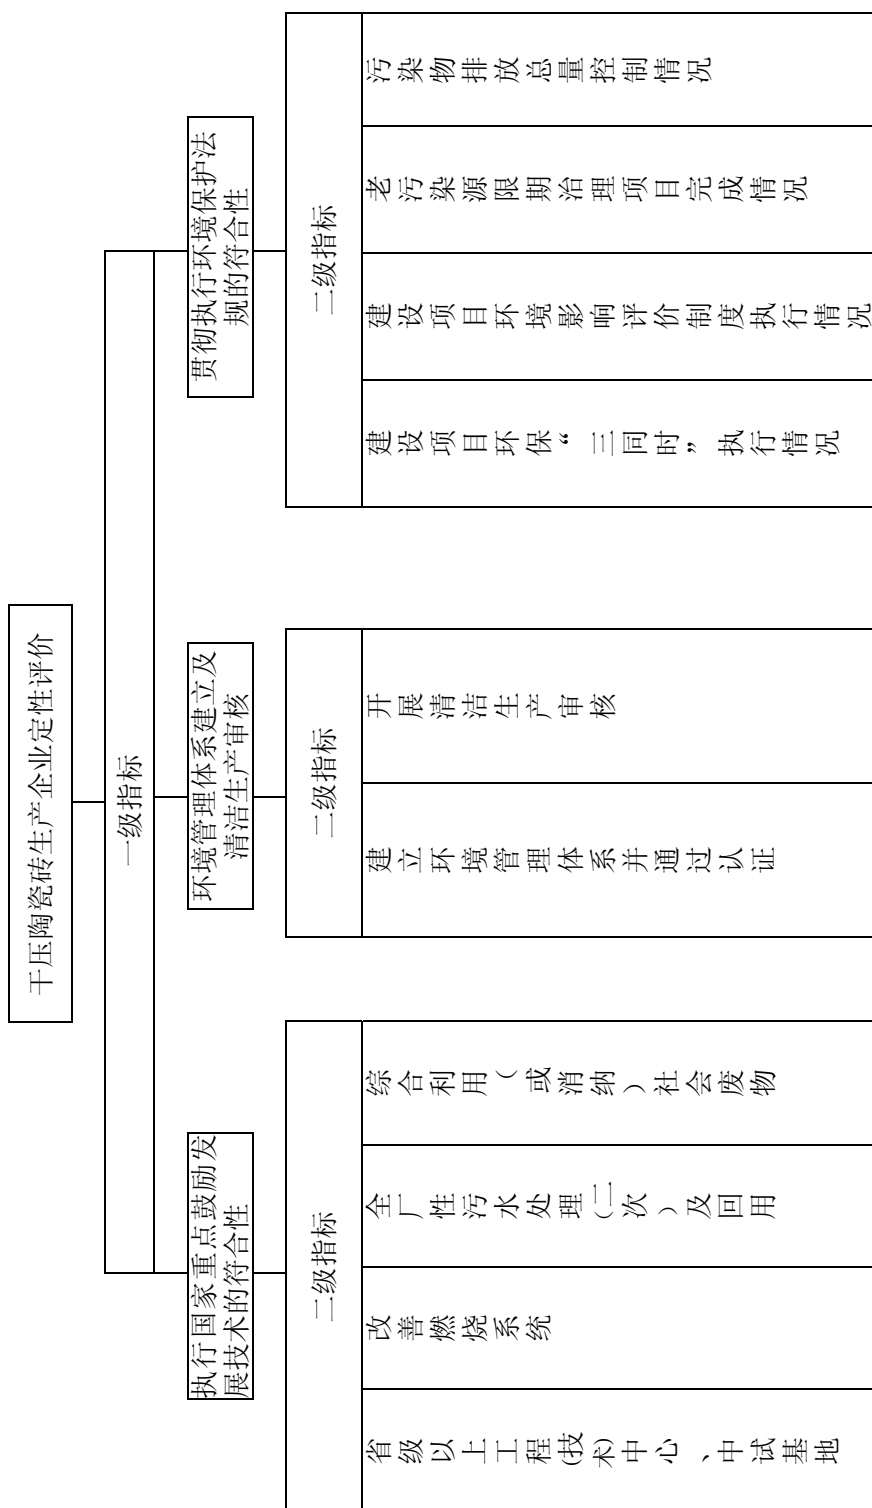 干压陶瓷砖生产企业定性评价
一级指标
执行国家重点鼓励发
展技术的符合性
环境管理体系建立及
清洁生产审核
贯彻执行环境保护法
规的符合性
二级指标
二级指标
二级指标
省级以上工程(技术)中心、中试基地
改善燃烧系统
全厂性污水处理(二次)及回用
综合利用(或消纳)社会废物
建立环境管理体系并通过认证
开展清洁生产审核
建设项目环保“三同时”执行情况
建设项目环境影响评价制度执行情况
老污染源限期治理项目完成情况
污染物排放总量控制情况